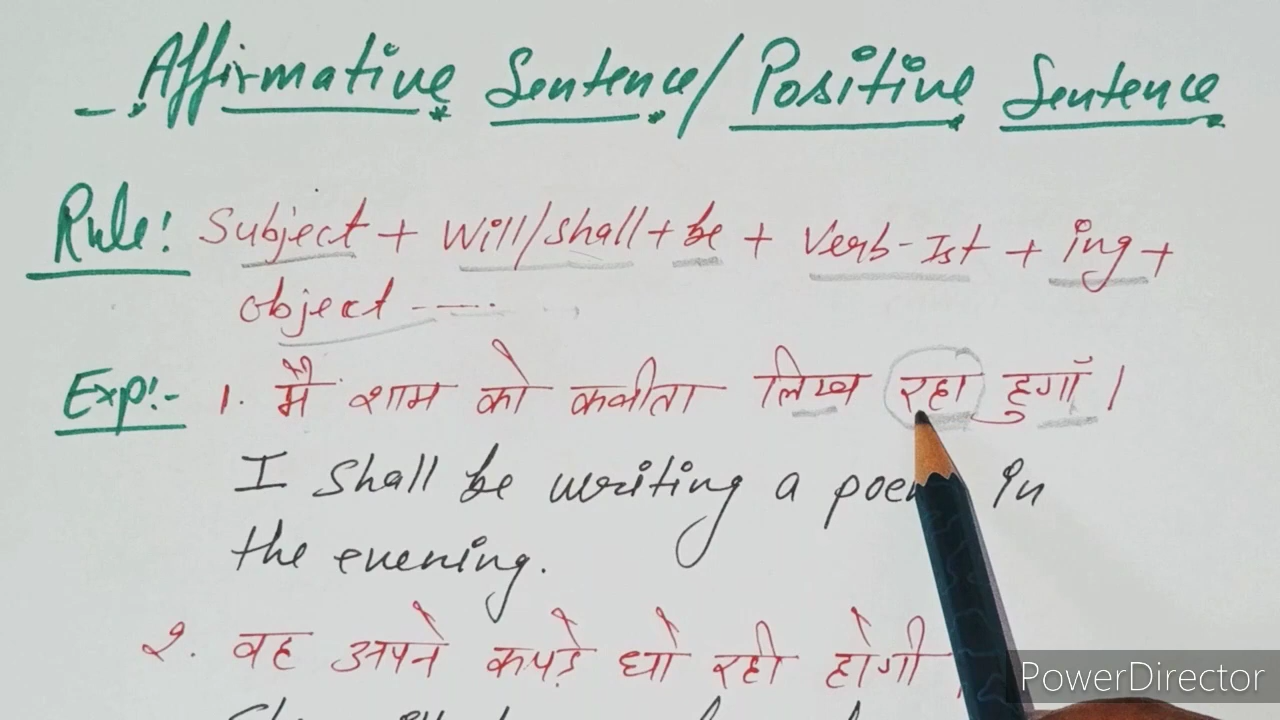 Affirmative Sentence/Positive Sentence
Rule: Subject + Will/Shall + be + Verb-Ist + ing +
object ----.
Exp:- 1. मैं शाम को कवीता लिख रहा हुगाँ।
I Shall be writing a poem in
the evening.
२. वह अपने कपड़े धो रही होगी
PowerDirector